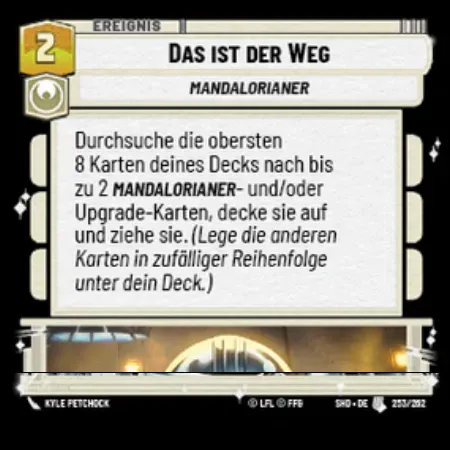 EREIGNIS
2
DAS IST DER WEG
MANDALORIANER
Durchsuche die obersten
8 Karten deines Decks nach bis
zu 2 MANDALORIANER- und/oder
Upgrade-Karten, decke sie auf
und ziehe sie. (Lege die anderen
Karten in zufälliger Reihenfolge
unter dein Deck.)
KYLE PETCHOCK
© LFL © FFG
SHD • DE
253/262